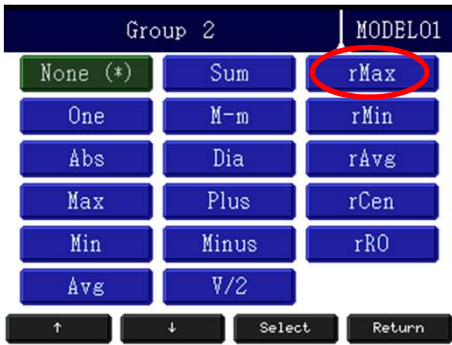 Group 2 MODEL01
None (*) Sum rMax
One M-m rMin
Abs Dia rAvg
Max Plus rCen
Min Minus rRO
Avg V/2
↑ ↓ Select Return